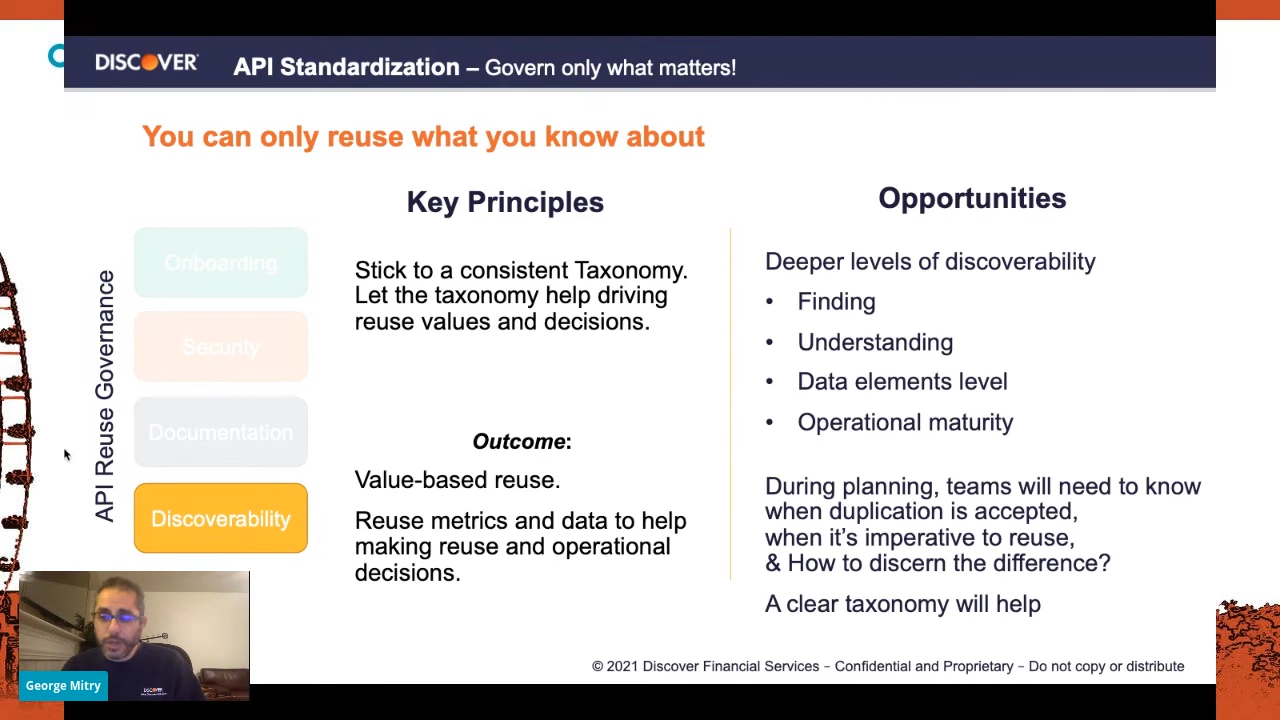 DISCOVER
API Standardization – Govern only what matters!
You can only reuse what you know about
API Reuse Governance
Onboarding
Security
Documentation
Discoverability
Key Principles
Stick to a consistent Taxonomy.
Let the taxonomy help driving
reuse values and decisions.
Outcome:
Value-based reuse.
Reuse metrics and data to help
making reuse and operational
decisions.
Opportunities
Deeper levels of discoverability
• Finding
• Understanding
• Data elements level
• Operational maturity
During planning, teams will need to know
when duplication is accepted,
when it's imperative to reuse,
& How to discern the difference?
A clear taxonomy will help
© 2021 Discover Financial Services – Confidential and Proprietary – Do not copy or distribute
DISCOVER
George Mitry